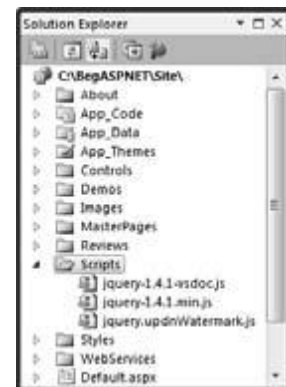 Solution Explorer
C:\BegASPNET\Site\
About
App_Code
App_Data
App_Themes
Controls
Demos
Images
MasterPages
Reviews
Scripts
jquery-1.4.1-vsdoc.js
jquery-1.4.1.min.js
jquery.updnWatermark.js
Styles
WebServices
Default.aspx